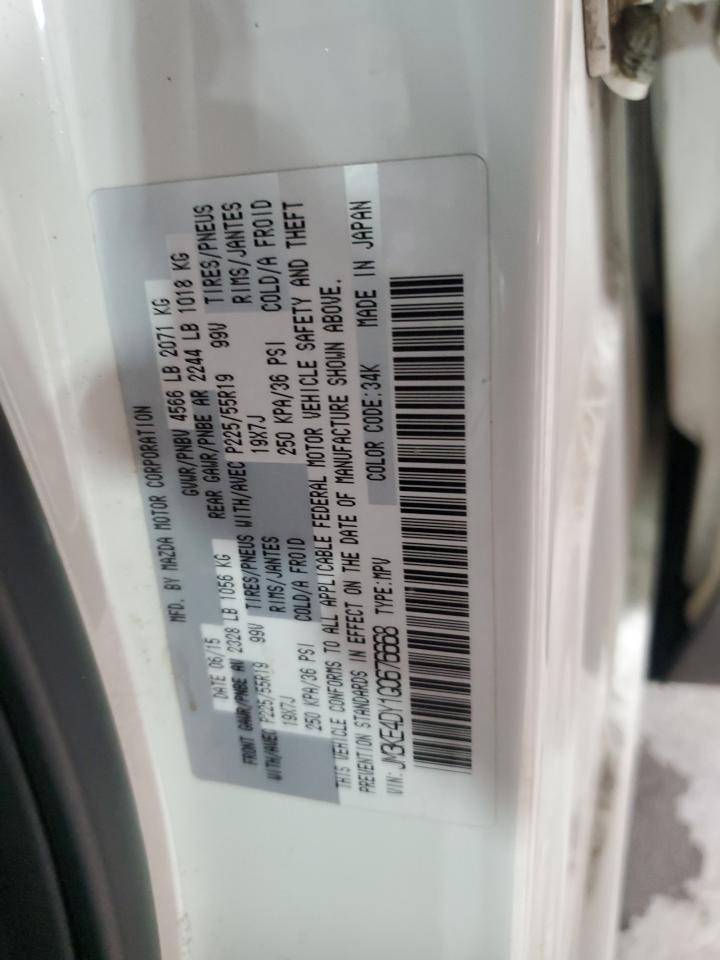 MFD. BY MAZDA MOTOR CORPORATION
DATE 06/15 GVWR/PNBV 4566 LB 2071 KG
FRONT GAWR/PNBE AV 2328 LB 1056 KG REAR GAWR/PNBE AR 2244 LB 1018 KG
WITH/AVEC P225/55R19 99V TIRES/PNEUS WITH/AVEC P225/55R19 99V TIRES/PNEUS
19X7J RIMS/JANTES 19X7J RIMS/JANTES
250 KPA/36 PSI COLD/A FROID 250 KPA/36 PSI COLD/A FROID
THIS VEHICLE CONFORMS TO ALL APPLICABLE FEDERAL MOTOR VEHICLE SAFETY AND THEFT
PREVENTION STANDARDS IN EFFECT ON THE DATE OF MANUFACTURE SHOWN ABOVE.
VIN: JM3KE4DY1G0676668 TYPE:MPV COLOR CODE:34K MADE IN JAPAN